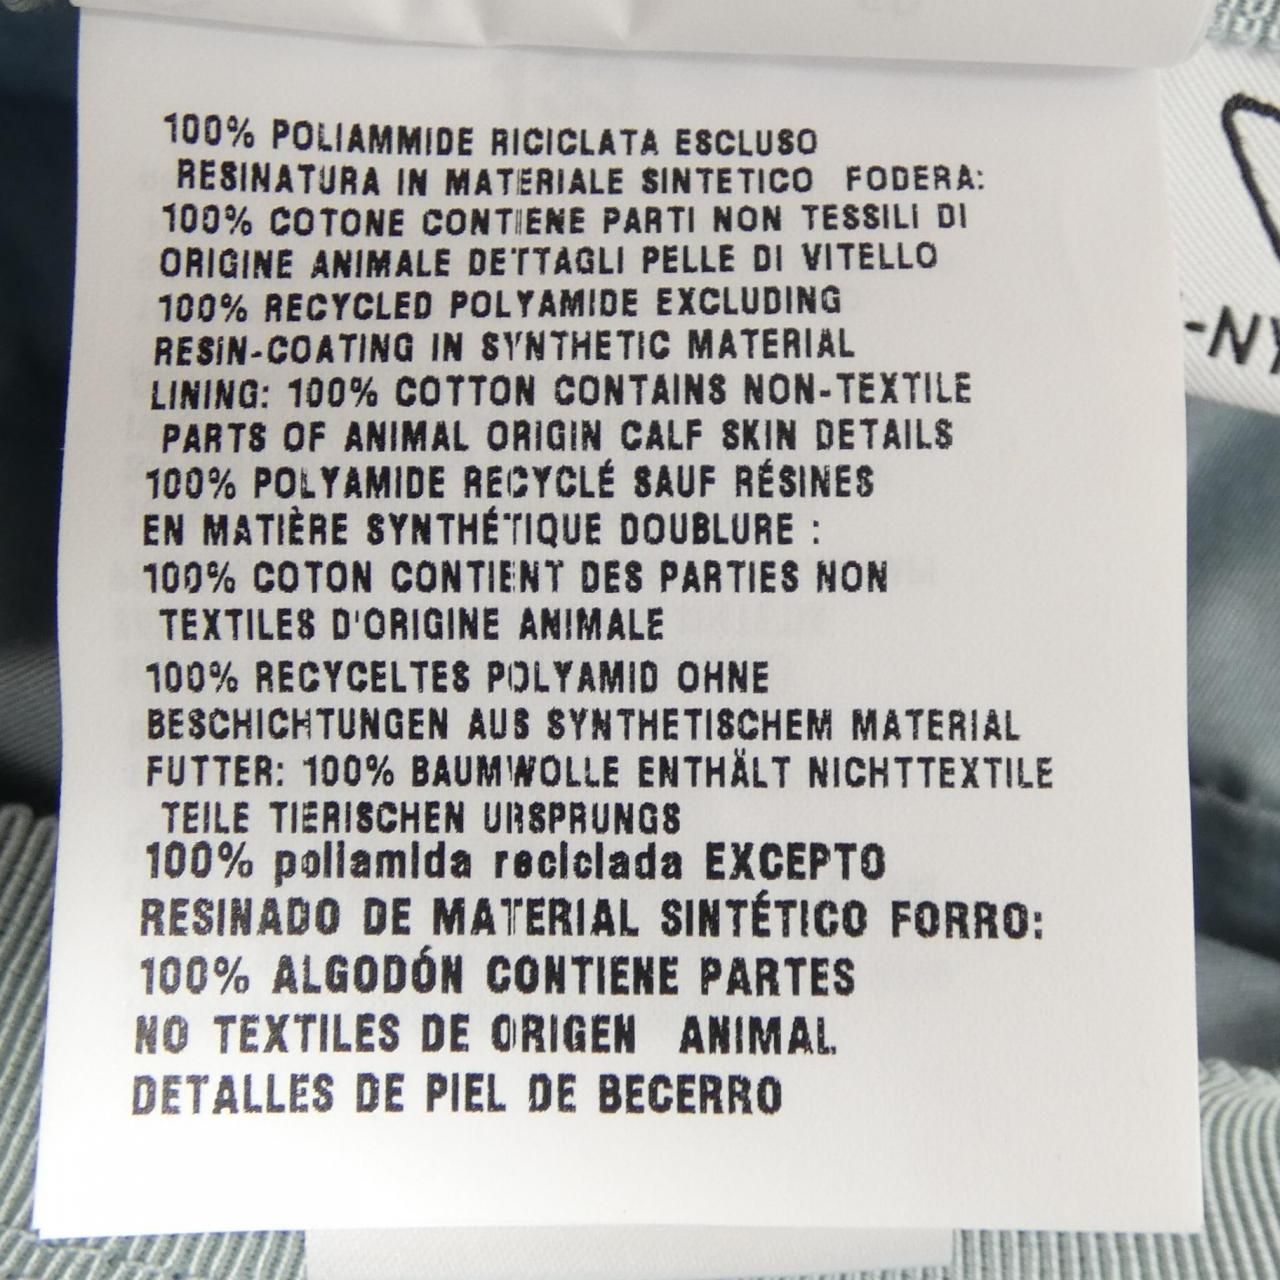 100% POLIAMMIDE RICICLATA ESCLUSO
RESINATURA IN MATERIALE SINTETICO FODERA:
100% COTONE CONTIENE PARTI NON TESSILI DI
ORIGINE ANIMALE DETTAGLI PELLE DI VITELLO
100% RECYCLED POLYAMIDE EXCLUDING
RESIN-COATING IN SYNTHETIC MATERIAL
LINING: 100% COTTON CONTAINS NON-TEXTILE
PARTS OF ANIMAL ORIGIN CALF SKIN DETAILS
100% POLYAMIDE RECYCLÉ SAUF RÉSINES
EN MATIÈRE SYNTHÉTIQUE DOUBLURE :
100% COTON CONTIENT DES PARTIES NON
TEXTILES D'ORIGINE ANIMALE
100% RECYCELTES POLYAMID OHNE
BESCHICHTUNGEN AUS SYNTHETISCHEM MATERIAL
FUTTER: 100% BAUMWOLLE ENTHÄLT NICHTTEXTILE
TEILE TIERISCHEN URSPRUNGS
100% poliamida reciclada EXCEPTO
RESINADO DE MATERIAL SINTÉTICO FORRO:
100% ALGODÓN CONTIENE PARTES
NO TEXTILES DE ORIGEN ANIMAL
DETALLES DE PIEL DE BECERRO